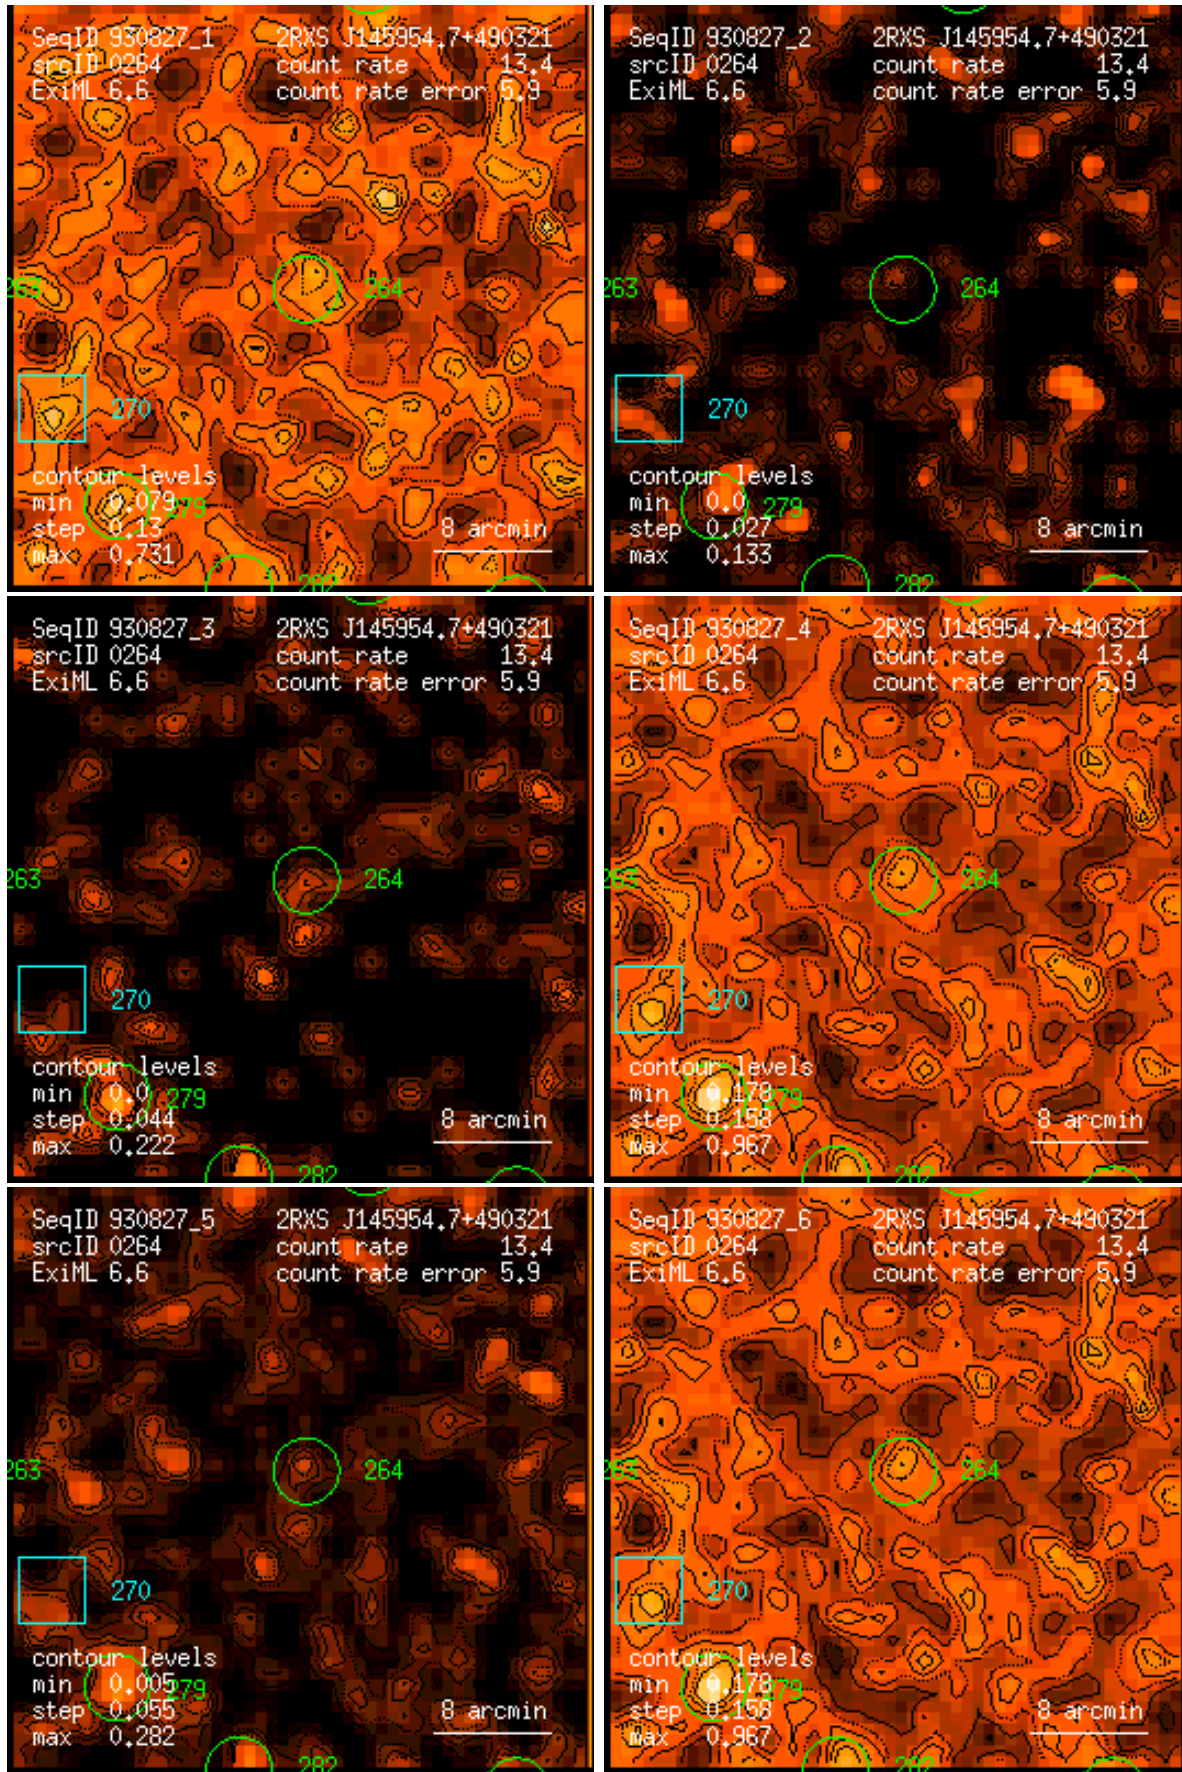 SeqID 930827_1 2RXS J145954.7+490321
srcID 0264 count rate 13.4
ExiML 6.6 count rate error 5.9
263 264
270
contour levels
min 0.079 279
step 0.13 8 arcmin
max 0.731 282
SeqID 930827_2 2RXS J145954.7+490321
srcID 0264 count rate 13.4
ExiML 6.6 count rate error 5.9
263 264
270
contour levels
min 0.0 279
step 0.027 8 arcmin
max 0.133 282
SeqID 930827_3 2RXS J145954.7+490321
srcID 0264 count rate 13.4
ExiML 6.6 count rate error 5.9
263 264
270
contour levels
min 0.0 279
step 0.044 8 arcmin
max 0.222 282
SeqID 930827_4 2RXS J145954.7+490321
srcID 0264 count rate 13.4
ExiML 6.6 count rate error 5.9
263 264
270
contour levels
min 0.178 279
step 0.158 8 arcmin
max 0.967 282
SeqID 930827_5 2RXS J145954.7+490321
srcID 0264 count rate 13.4
ExiML 6.6 count rate error 5.9
263 264
270
contour levels
min 0.005 279
step 0.055 8 arcmin
max 0.282 282
SeqID 930827_6 2RXS J145954.7+490321
srcID 0264 count rate 13.4
ExiML 6.6 count rate error 5.9
263 264
270
contour levels
min 0.178 279
step 0.158 8 arcmin
max 0.967 282